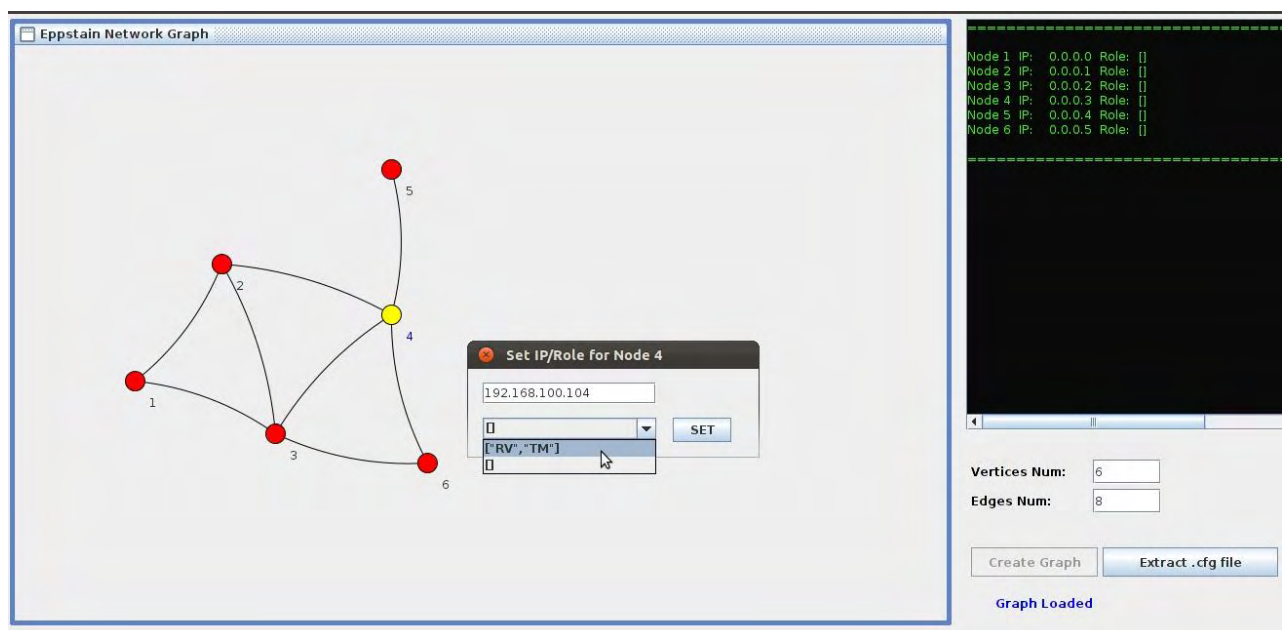 Eppstain Network Graph
5
2
4
1
3
6
Set IP/Role for Node 4
192.168.100.104
[]
SET
["RV","TM"]
[]
==========================================
Node 1 IP: 0.0.0.0 Role: []
Node 2 IP: 0.0.0.1 Role: []
Node 3 IP: 0.0.0.2 Role: []
Node 4 IP: 0.0.0.3 Role: []
Node 5 IP: 0.0.0.4 Role: []
Node 6 IP: 0.0.0.5 Role: []
==========================================
Vertices Num: 6
Edges Num: 8
Create Graph Extract .cfg file
Graph Loaded